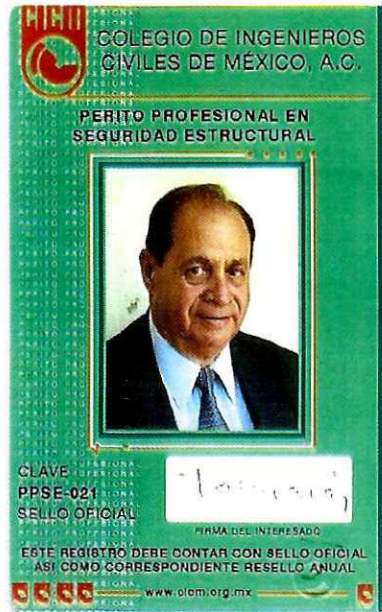 CICM
COLEGIO DE INGENIEROS
CIVILES DE MÉXICO, A.C.
PERITO PROFESIONAL EN
SEGURIDAD ESTRUCTURAL
CLAVE
PPSE-021
SELLO OFICIAL
FIRMA DEL INTERESADO
ESTE REGISTRO DEBE CONTAR CON SELLO OFICIAL
ASI COMO CORRESPONDIENTE RESELLO ANUAL
www.cicm.org.mx